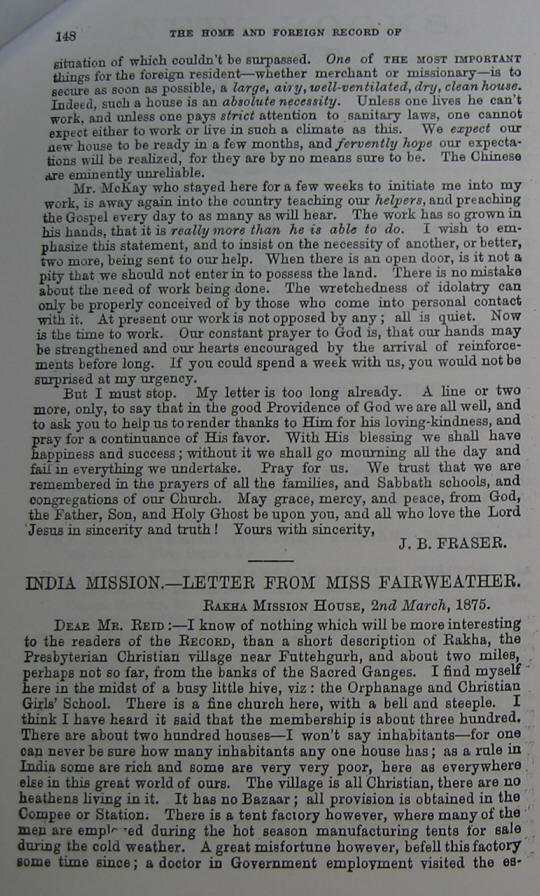 148 THE HOME AND FOREIGN RECORD OF
situation of which couldn't be surpassed. One of THE MOST IMPORTANT
things for the foreign resident—whether merchant or missionary—is to
secure as soon as possible, a large, airy, well-ventilated, dry, clean house.
Indeed, such a house is an absolute necessity. Unless one lives he can't
work, and unless one pays strict attention to sanitary laws, one cannot
expect either to work or live in such a climate as this. We expect our
new house to be ready in a few months, and fervently hope our expecta-
tions will be realized, for they are by no means sure to be. The Chinese
are eminently unreliable.
Mr. McKay who stayed here for a few weeks to initiate me into my
work, is away again into the country teaching our helpers, and preaching
the Gospel every day to as many as will hear. The work has so grown in
his hands, that it is really more than he is able to do. I wish to em-
phasize this statement, and to insist on the necessity of another, or better,
two more, being sent to our help. When there is an open door, is it not a
pity that we should not enter in to possess the land. There is no mistake
about the need of work being done. The wretchedness of idolatry can
only be properly conceived of by those who come into personal contact
with it. At present our work is not opposed by any; all is quiet. Now
is the time to work. Our constant prayer to God is, that our hands may
be strengthened and our hearts encouraged by the arrival of reinforce-
ments before long. If you could spend a week with us, you would not be
surprised at my urgency.
But I must stop. My letter is too long already. A line or two
more, only, to say that in the good Providence of God we are all well, and
to ask you to help us to render thanks to Him for his loving-kindness, and
pray for a continuance of His favor. With His blessing we shall have
happiness and success; without it we shall go mourning all the day and
fail in everything we undertake. Pray for us. We trust that we are
remembered in the prayers of all the families, and Sabbath schools, and
congregations of our Church. May grace, mercy, and peace, from God,
the Father, Son, and Holy Ghost be upon you, and all who love the Lord
Jesus in sincerity and truth! Yours with sincerity,
J. B. FRASER.
INDIA MISSION.—LETTER FROM MISS FAIRWEATHER.
RAKHA MISSION HOUSE, 2nd March, 1875.
DEAR MR. REID:—I know of nothing which will be more interesting
to the readers of the RECORD, than a short description of Rakha, the
Presbyterian Christian village near Futtehgurh, and about two miles,
perhaps not so far, from the banks of the Sacred Ganges. I find myself
here in the midst of a busy little hive, viz: the Orphanage and Christian
Girls' School. There is a fine church here, with a bell and steeple. I
think I have heard it said that the membership is about three hundred.
There are about two hundred houses—I won't say inhabitants—for one
can never be sure how many inhabitants any one house has; as a rule in
India some are rich and some are very very poor, here as everywhere
else in this great world of ours. The village is all Christian, there are no
heathens living in it. It has no Bazaar; all provision is obtained in the
Compee or Station. There is a tent factory however, where many of the
men are employed during the hot season manufacturing tents for sale
during the cold weather. A great misfortune however, befell this factory
some time since; a doctor in Government employment visited the es-